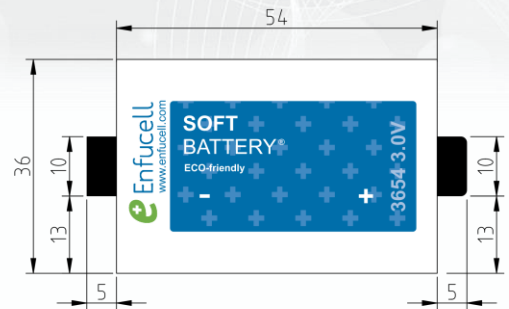 54
36
10
13
5
Enfucell
www.enfucell.com
SOFT
BATTERY®
ECO-friendly
- +
3654 3.0V
10
13
5